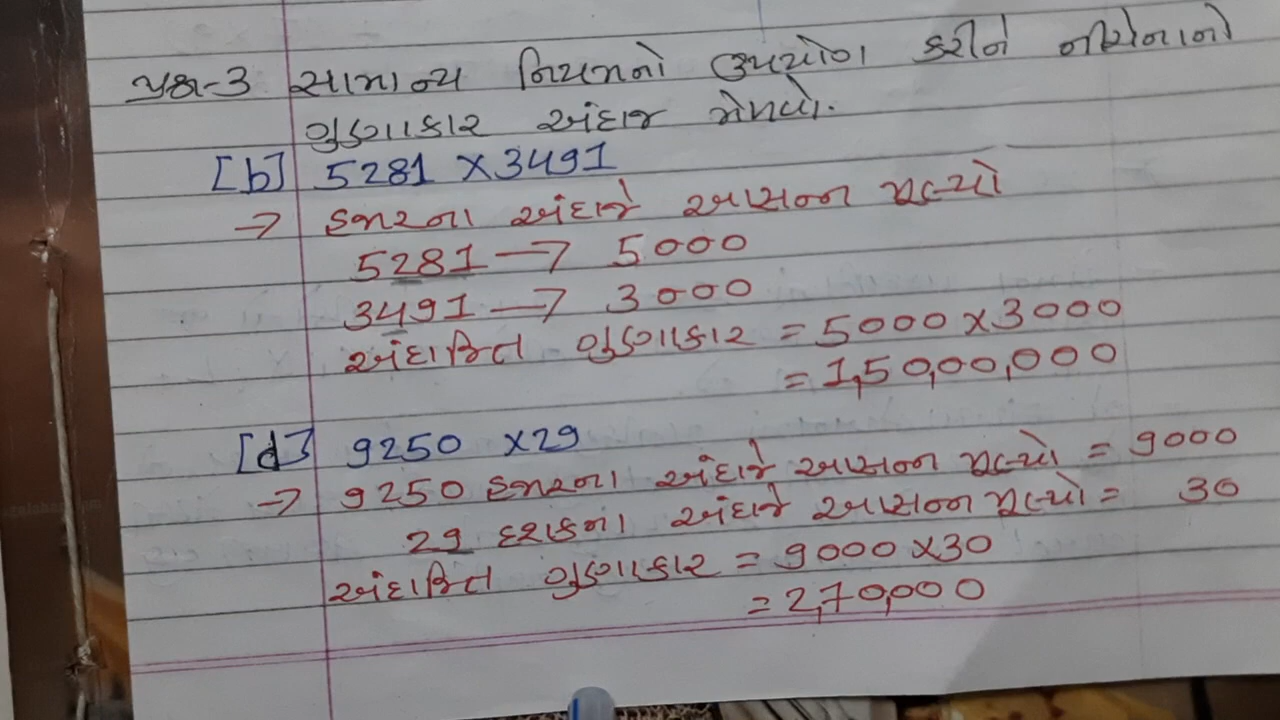 પ્રશ્ન-3 સામાન્ય નિયમનો ઉપયોગ કરીને નીચેનાનો
ગુણાકાર અંદાજ મેળવો.
[b] 5281 × 3491
→ હજારના અંદાજે આસન્ન મૂલ્યો
5281 → 5000
3491 → 3000
અંદાજિત ગુણાકાર = 5000 × 3000
= 1,50,00,000
[d] 9250 × 29
→ 9250 હજારના અંદાજે આસન્ન મૂલ્યો = 9000
29 દશકના અંદાજે આસન્ન મૂલ્યો = 30
અંદાજિત ગુણાકાર = 9000 × 30
= 2,70,000